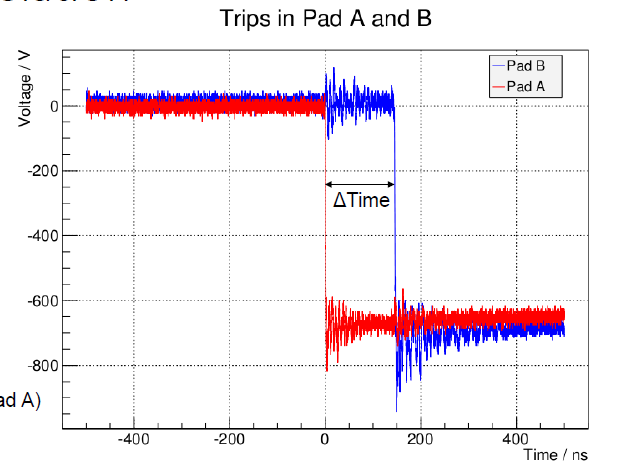 Trips in Pad A and B
Voltage / V
Pad B
Pad A
0
-200
-400
-600
-800
ΔTime
ad A)
-400
-200
0
200
400
Time / ns